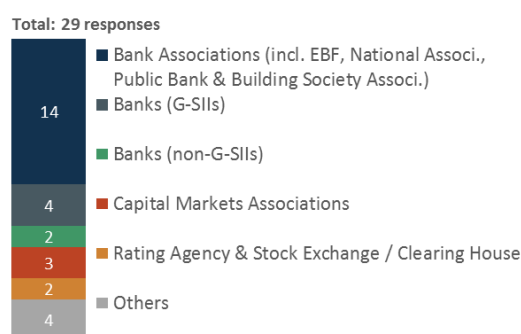 Total: 29 responses
Bank Associations (incl. EBF, National Associ.,
Public Bank & Building Society Associ.)
14
Banks (G-SIIs)
Banks (non-G-SIIs)
4
Capital Markets Associations
2
3
Rating Agency & Stock Exchange / Clearing House
2
Others
4